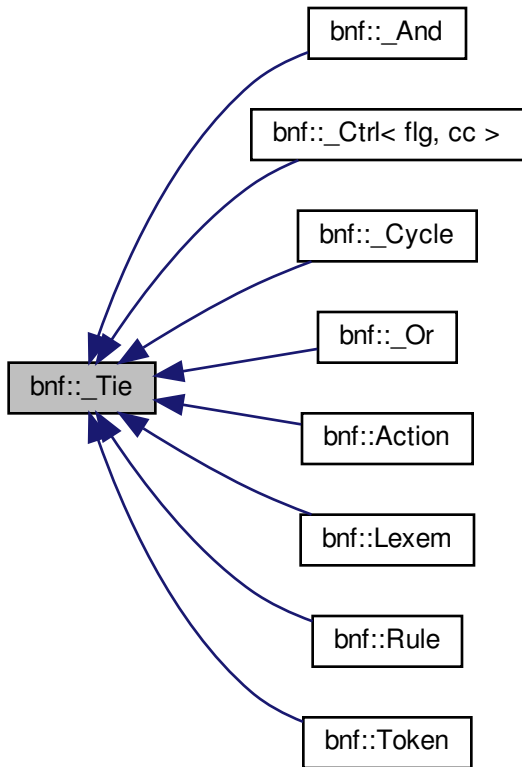 bnf::_And
bnf::_Ctrl< flg, cc >
bnf::_Cycle
bnf::_Or
bnf::_Tie
bnf::Action
bnf::Lexem
bnf::Rule
bnf::Token